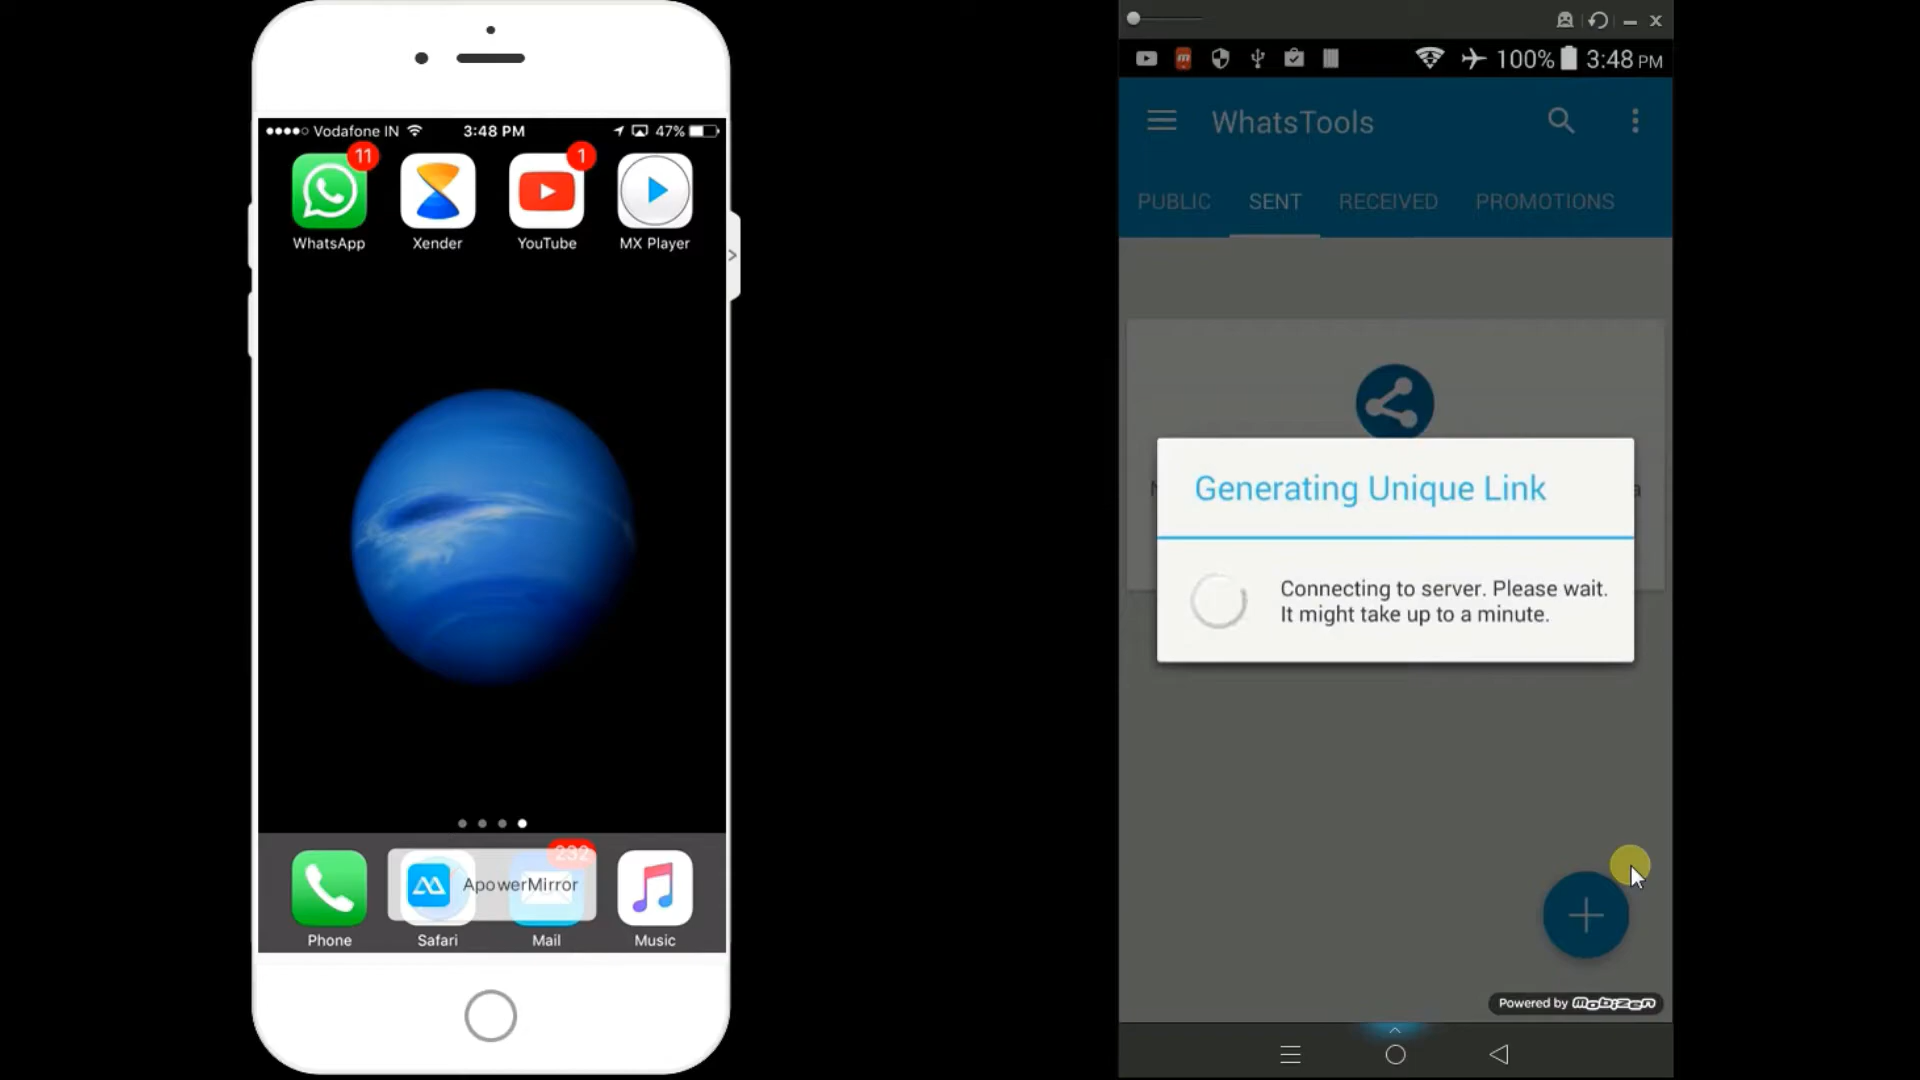 Vodafone IN
3:48 PM
47%
11
1
WhatsApp
Xender
YouTube
MX Player
232
ApowerMirror
Phone
Safari
Mail
Music
100%
3:48 PM
WhatsTools
PUBLIC
SENT
RECEIVED
PROMOTIONS
Generating Unique Link
Connecting to server. Please wait.
It might take up to a minute.
Powered by mobizen